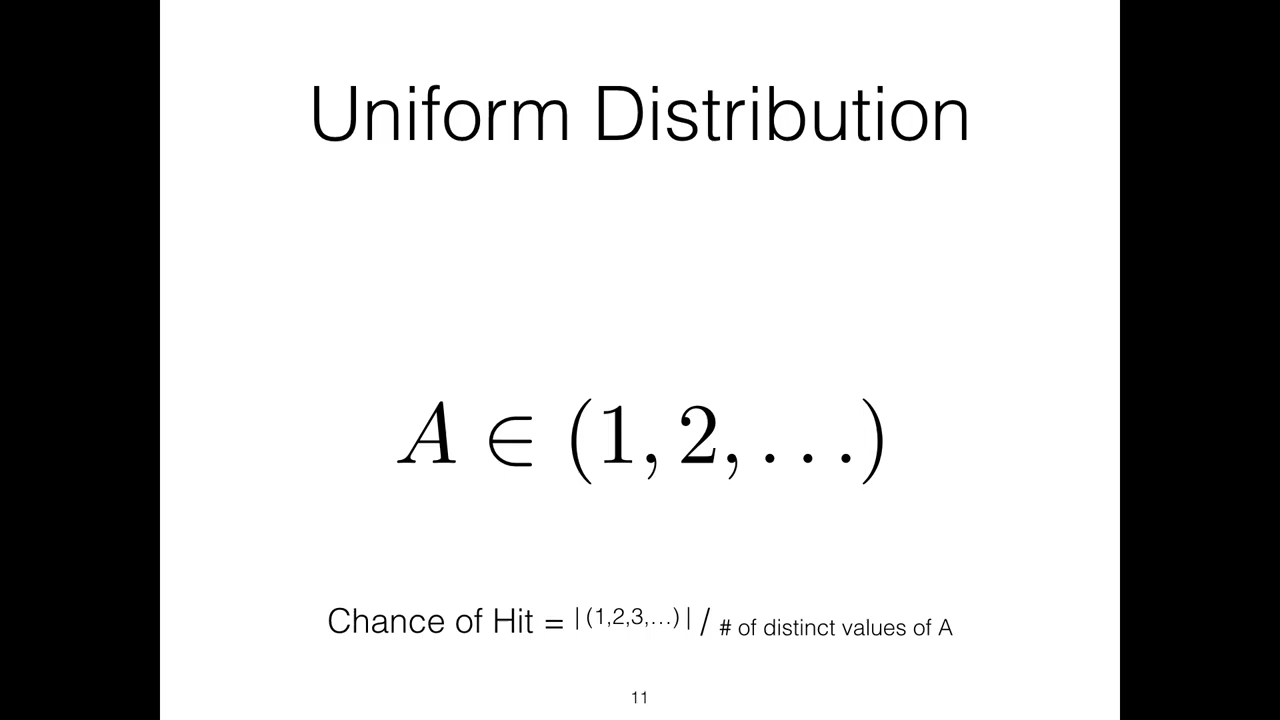 Uniform Distribution
A ∈ (1, 2, . . .)
Chance of Hit = |(1,2,3,…)| / # of distinct values of A
11